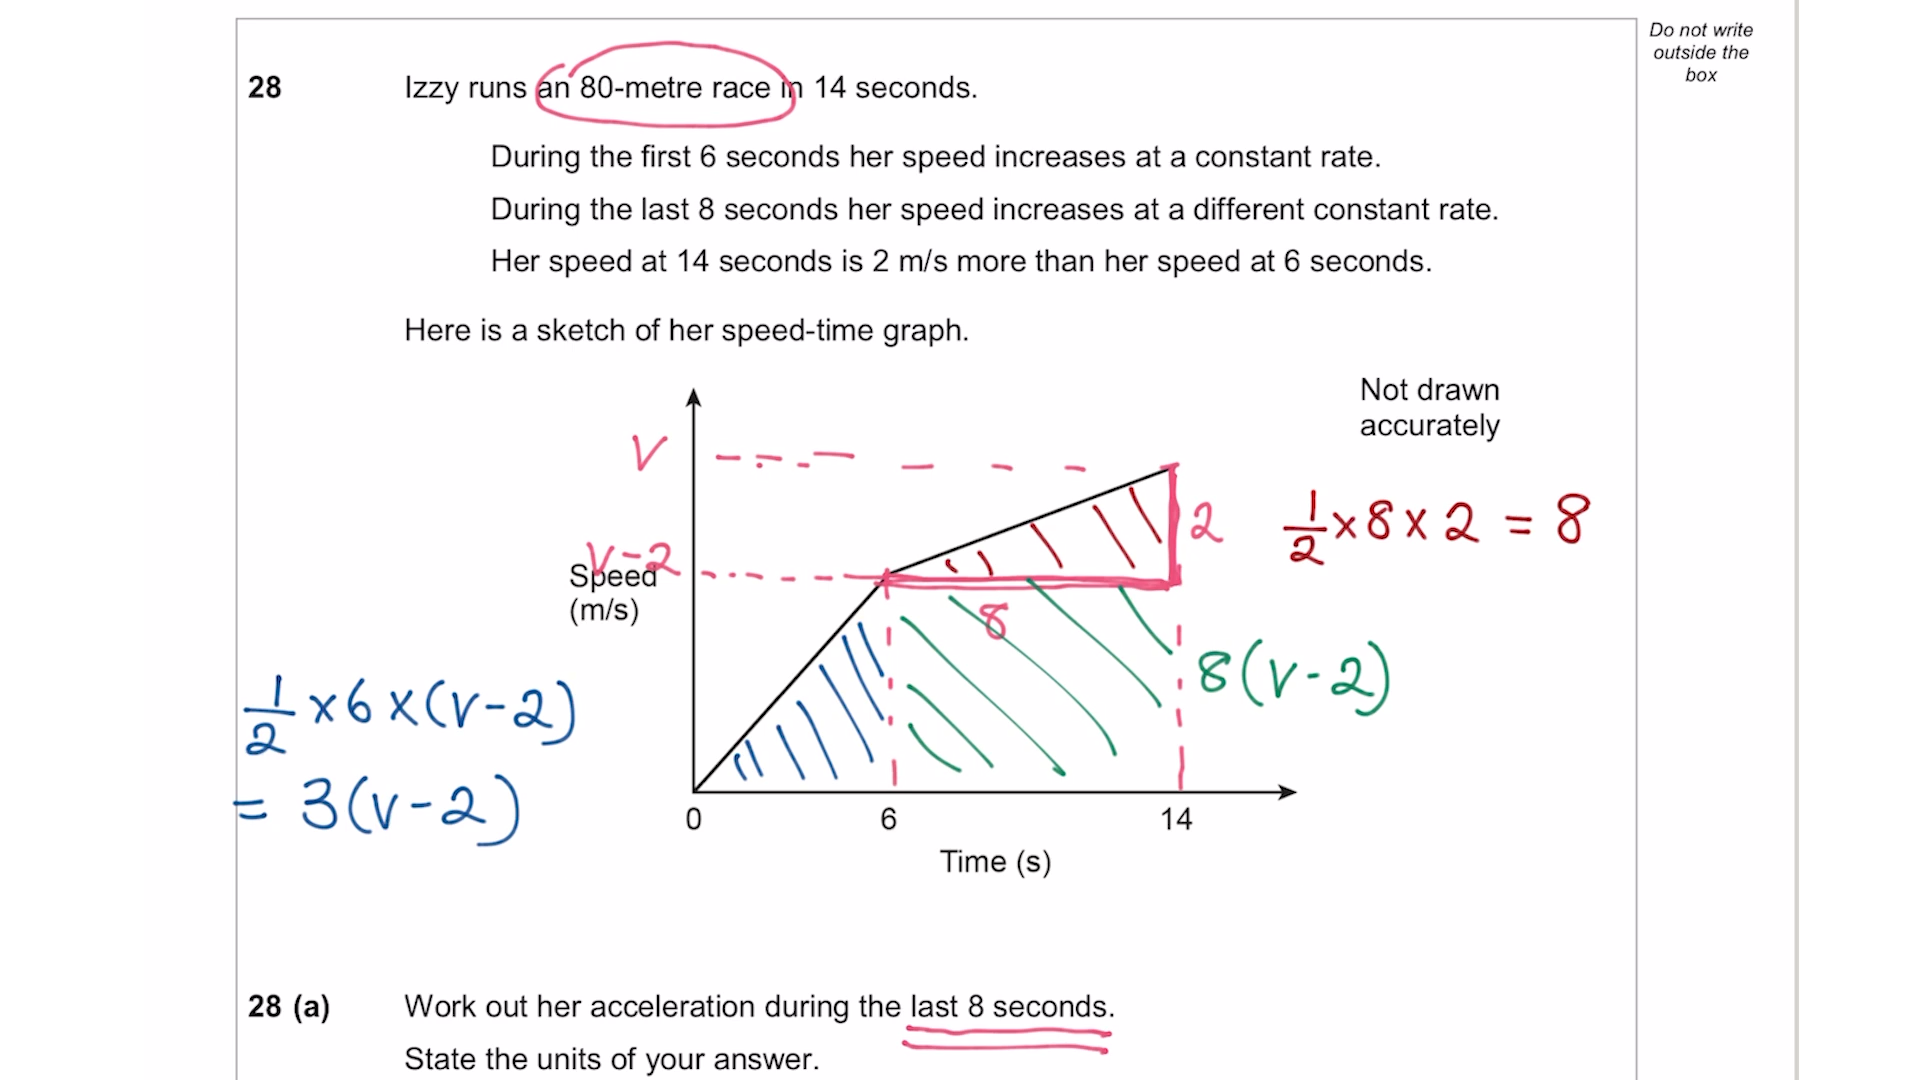 Do not write
outside the
box
28 Izzy runs an 80-metre race in 14 seconds.
During the first 6 seconds her speed increases at a constant rate.
During the last 8 seconds her speed increases at a different constant rate.
Her speed at 14 seconds is 2 m/s more than her speed at 6 seconds.
Here is a sketch of her speed-time graph.
Not drawn
accurately
V
2 1/2 × 8 × 2 = 8
V-2
Speed
(m/s)
8
8(V-2)
1/2 × 6 × (V-2)
= 3(V-2)
0 6 14
Time (s)
28 (a) Work out her acceleration during the last 8 seconds.
State the units of your answer.